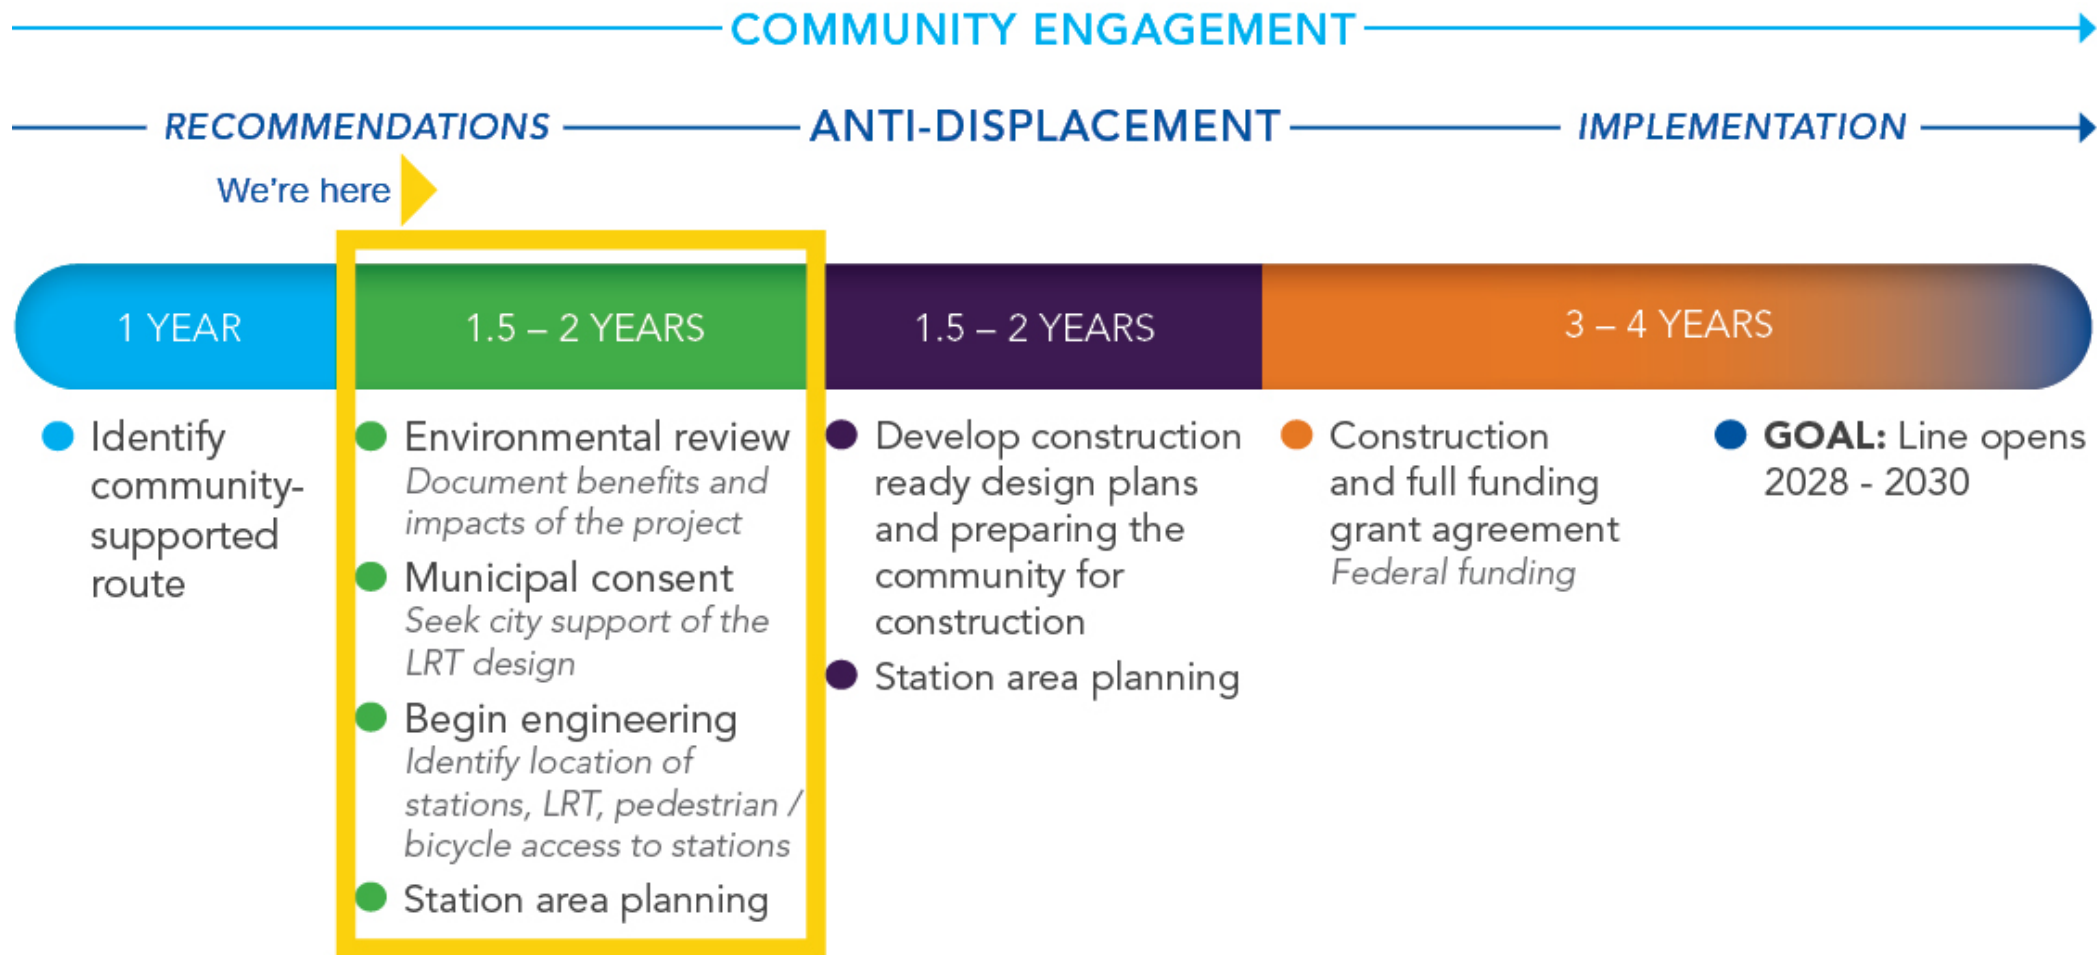 COMMUNITY ENGAGEMENT
RECOMMENDATIONS
ANTI-DISPLACEMENT
IMPLEMENTATION
We're here
1 YEAR
1.5 – 2 YEARS
1.5 – 2 YEARS
3 – 4 YEARS
Identify
community-
supported
route
Environmental review
Document benefits and
impacts of the project
Municipal consent
Seek city support of the
LRT design
Begin engineering
Identify location of
stations, LRT, pedestrian /
bicycle access to stations
Station area planning
Develop construction
ready design plans
and preparing the
community for
construction
Station area planning
Construction
and full funding
grant agreement
Federal funding
GOAL: Line opens
2028 - 2030